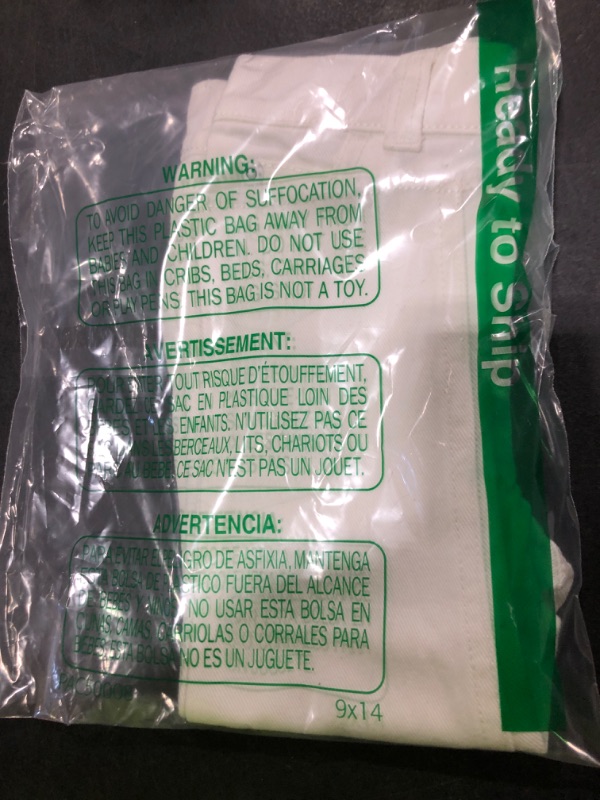 WARNING:
TO AVOID DANGER OF SUFFOCATION,
KEEP THIS PLASTIC BAG AWAY FROM
BABIES AND CHILDREN. DO NOT USE
THIS BAG IN CRIBS, BEDS, CARRIAGES
OR PLAY PENS. THIS BAG IS NOT A TOY.
AVERTISSEMENT:
POUR ÉVITER TOUT RISQUE D'ÉTOUFFEMENT,
GARDEZ CE SAC EN PLASTIQUE LOIN DES
ET LES ENFANTS. N'UTILISEZ PAS CE
LES BERCEAUX, LITS, CHARIOTS OU
BÉBÉ, CE SAC N'EST PAS UN JOUET.
ADVERTENCIA:
PARA EVITAR EL PELIGRO DE ASFIXIA, MANTENGA
ESTA BOLSA DE PLASTICO FUERA DEL ALCANCE
DE BEBES Y NINOS. NO USAR ESTA BOLSA EN
CUNAS, CAMAS, CARRIOLAS O CORRALES PARA
BEBES. ESTA BOLSA NO ES UN JUGUETE.
9x14
Ready to Ship